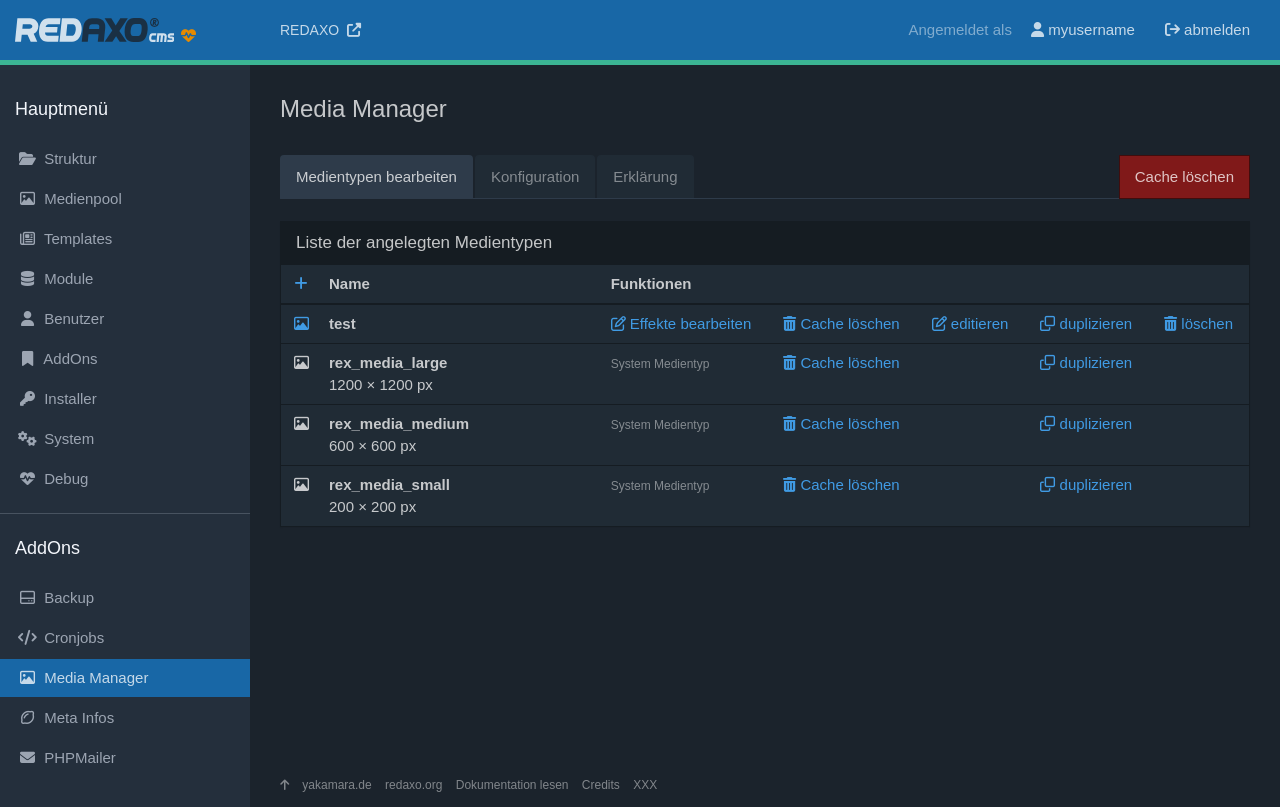 REDAXO® cms
REDAXO
Angemeldet als myusername abmelden
Hauptmenü
Struktur
Medienpool
Templates
Module
Benutzer
AddOns
Installer
System
Debug
AddOns
Backup
Cronjobs
Media Manager
Meta Infos
PHPMailer
Media Manager
Medientypen bearbeiten Konfiguration Erklärung Cache löschen
Liste der angelegten Medientypen
Name Funktionen
test Effekte bearbeiten Cache löschen editieren duplizieren löschen
rex_media_large System Medientyp Cache löschen duplizieren
1200 × 1200 px
rex_media_medium System Medientyp Cache löschen duplizieren
600 × 600 px
rex_media_small System Medientyp Cache löschen duplizieren
200 × 200 px
yakamara.de redaxo.org Dokumentation lesen Credits XXX